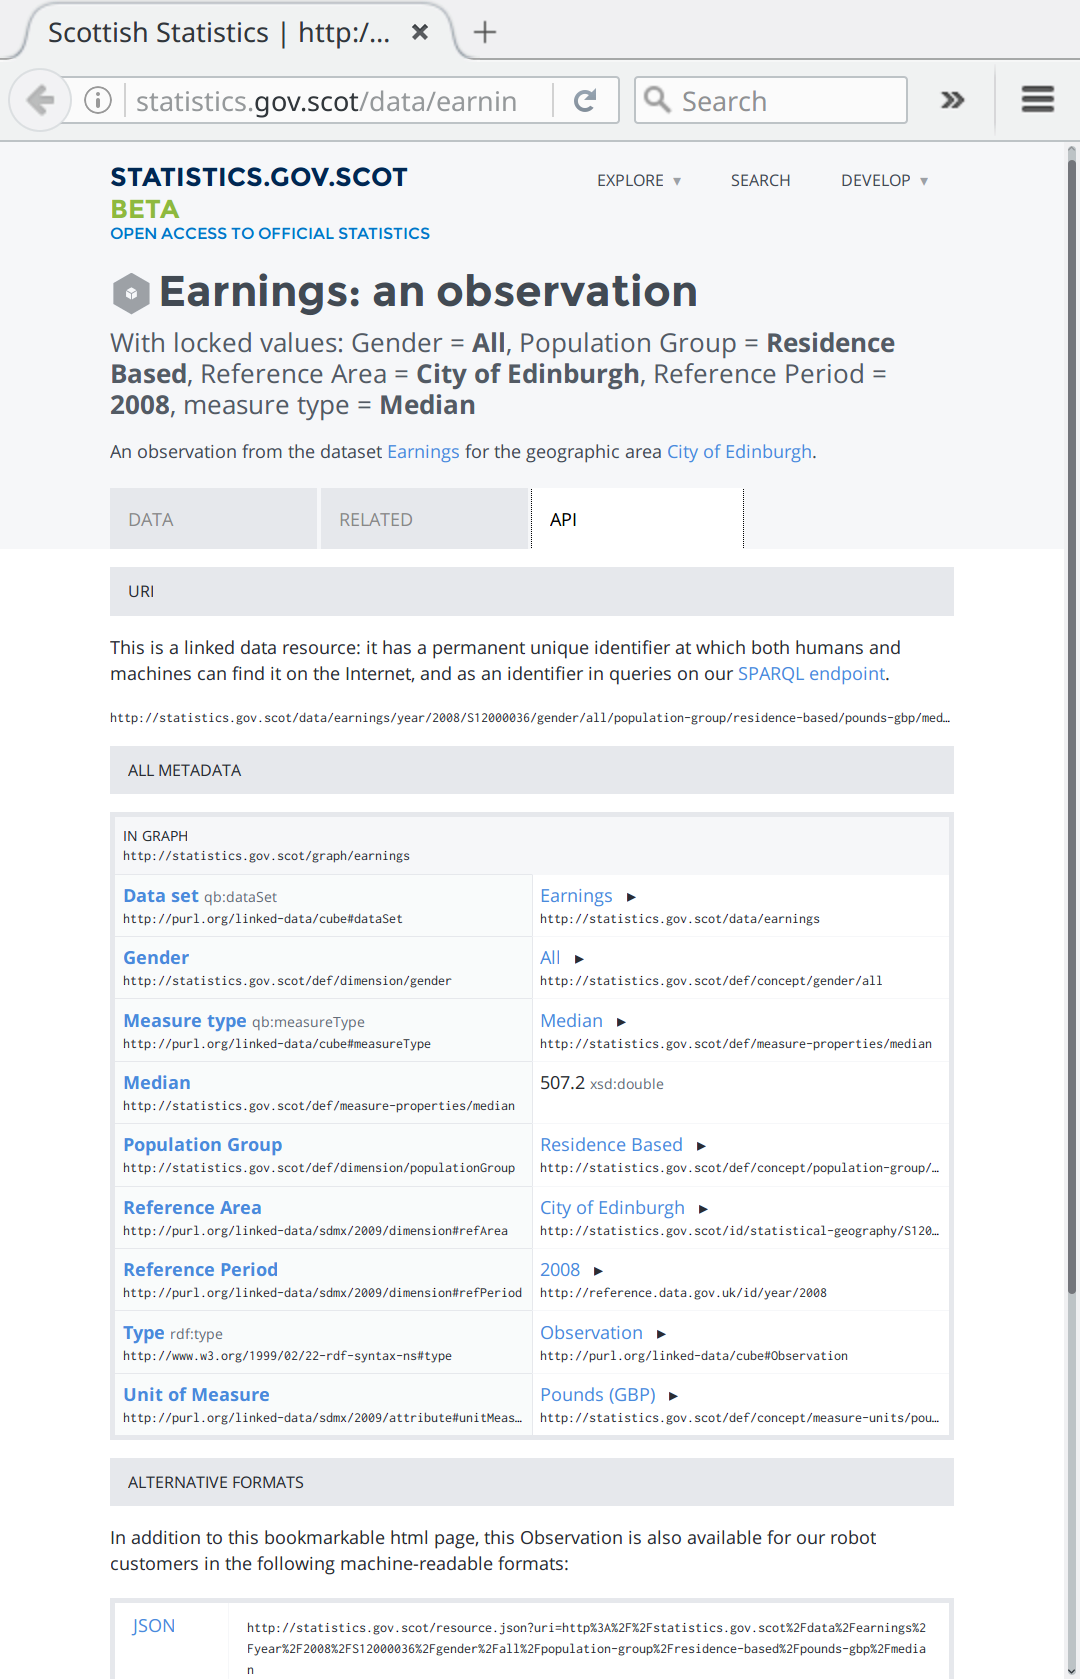 Scottish Statistics | http:/...
statistics.gov.scot/data/earnin
Search
STATISTICS.GOV.SCOT
BETA
OPEN ACCESS TO OFFICIAL STATISTICS
EXPLORE SEARCH DEVELOP
Earnings: an observation
With locked values: Gender = All, Population Group = Residence
Based, Reference Area = City of Edinburgh, Reference Period =
2008, measure type = Median
An observation from the dataset Earnings for the geographic area City of Edinburgh.
DATA RELATED API
URI
This is a linked data resource: it has a permanent unique identifier at which both humans and
machines can find it on the Internet, and as an identifier in queries on our SPARQL endpoint.
http://statistics.gov.scot/data/earnings/year/2008/S12000036/gender/all/population-group/residence-based/pounds-gbp/med…
ALL METADATA
IN GRAPH
http://statistics.gov.scot/graph/earnings
Data set qb:dataSet
http://purl.org/linked-data/cube#dataSet
Earnings
http://statistics.gov.scot/data/earnings
Gender
http://statistics.gov.scot/def/dimension/gender
All
http://statistics.gov.scot/def/concept/gender/all
Measure type qb:measureType
http://purl.org/linked-data/cube#measureType
Median
http://statistics.gov.scot/def/measure-properties/median
Median
http://statistics.gov.scot/def/measure-properties/median
507.2 xsd:double
Population Group
http://statistics.gov.scot/def/dimension/populationGroup
Residence Based
http://statistics.gov.scot/def/concept/population-group/…
Reference Area
http://purl.org/linked-data/sdmx/2009/dimension#refArea
City of Edinburgh
http://statistics.gov.scot/id/statistical-geography/S120…
Reference Period
http://purl.org/linked-data/sdmx/2009/dimension#refPeriod
2008
http://reference.data.gov.uk/id/year/2008
Type rdf:type
http://www.w3.org/1999/02/22-rdf-syntax-ns#type
Observation
http://purl.org/linked-data/cube#Observation
Unit of Measure
http://purl.org/linked-data/sdmx/2009/attribute#unitMeas…
Pounds (GBP)
http://statistics.gov.scot/def/concept/measure-units/pou…
ALTERNATIVE FORMATS
In addition to this bookmarkable html page, this Observation is also available for our robot
customers in the following machine-readable formats:
JSON
http://statistics.gov.scot/resource.json?uri=http%3A%2F%2Fstatistics.gov.scot%2Fdata%2Fearnings%2
Fyear%2F2008%2FS12000036%2Fgender%2Fall%2Fpopulation-group%2Fresidence-based%2Fpounds-gbp%2Fmedia
n